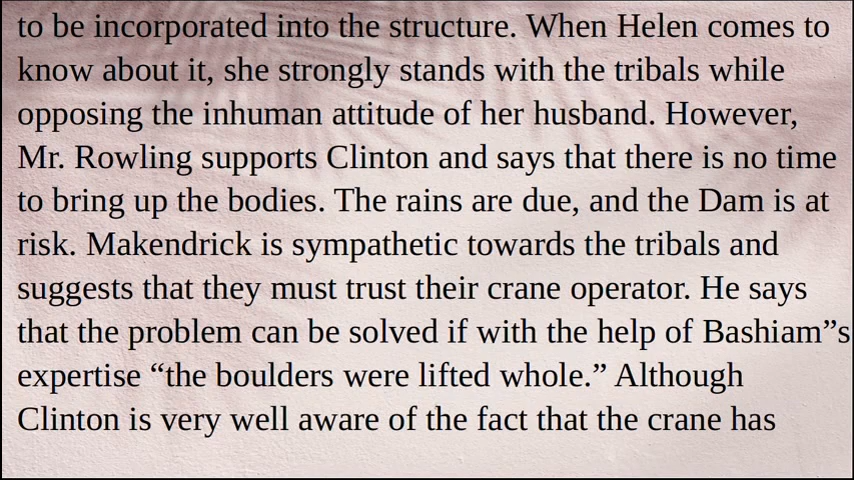 to be incorporated into the structure. When Helen comes to
know about it, she strongly stands with the tribals while
opposing the inhuman attitude of her husband. However,
Mr. Rowling supports Clinton and says that there is no time
to bring up the bodies. The rains are due, and the Dam is at
risk. Makendrick is sympathetic towards the tribals and
suggests that they must trust their crane operator. He says
that the problem can be solved if with the help of Bashiam”s
expertise “the boulders were lifted whole.” Although
Clinton is very well aware of the fact that the crane has